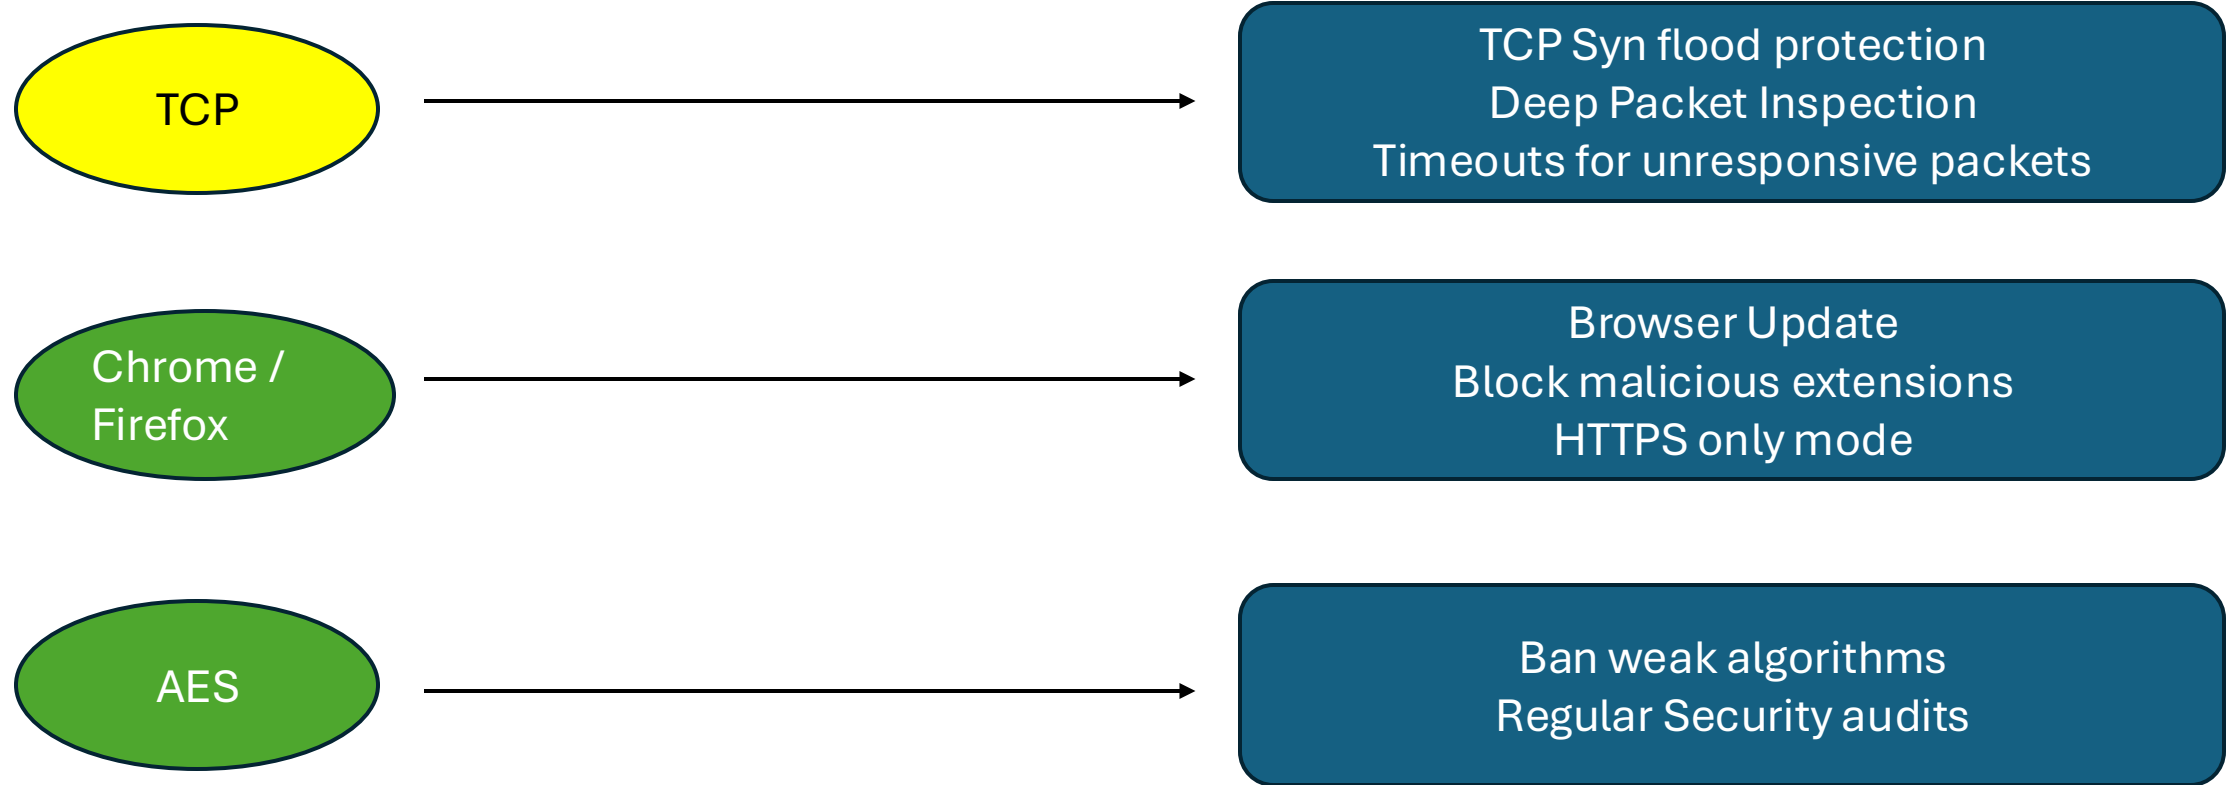 TCP
TCP Syn flood protection
Deep Packet Inspection
Timeouts for unresponsive packets
Chrome /
Firefox
Browser Update
Block malicious extensions
HTTPS only mode
AES
Ban weak algorithms
Regular Security audits